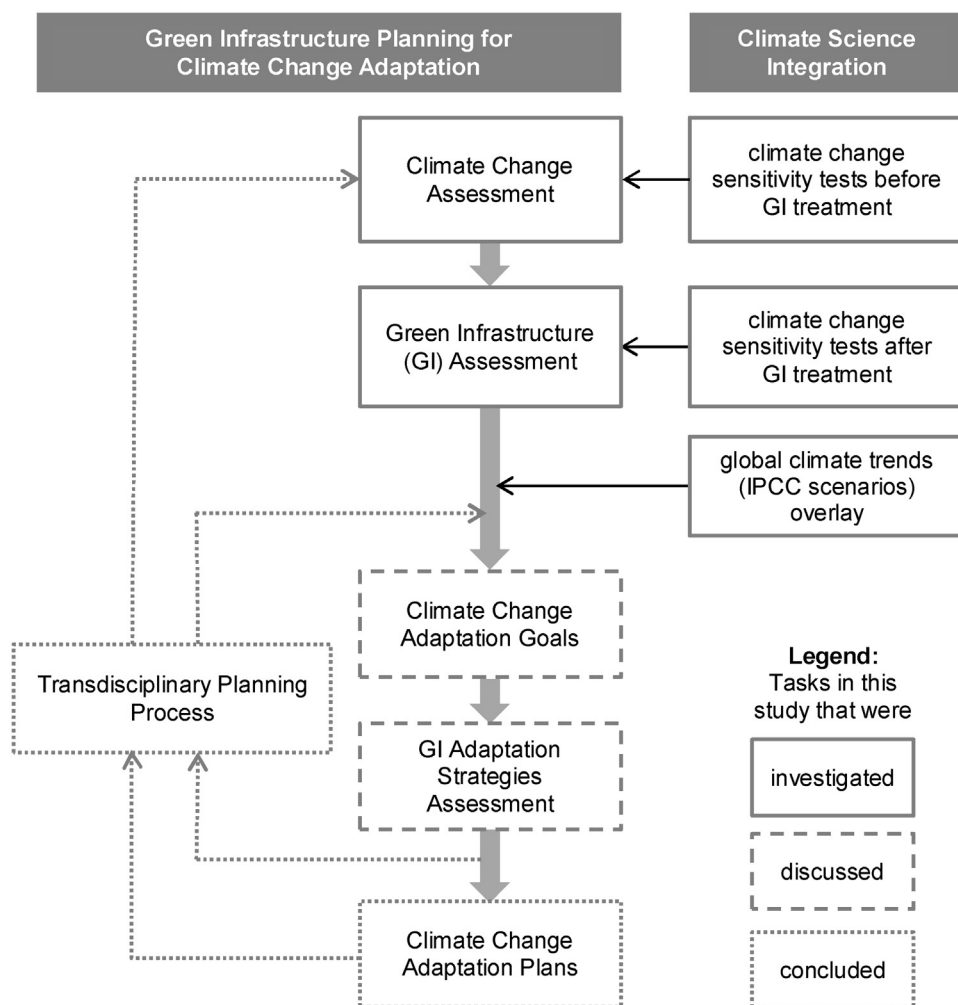 Green Infrastructure Planning for
Climate Change Adaptation
Climate Science
Integration
Climate Change
Assessment
climate change
sensitivity tests before
GI treatment
Green Infrastructure
(GI) Assessment
climate change
sensitivity tests after
GI treatment
global climate trends
(IPCC scenarios)
overlay
Climate Change
Adaptation Goals
Transdisciplinary Planning
Process
GI Adaptation
Strategies
Assessment
Climate Change
Adaptation Plans
Legend:
Tasks in this
study that were
investigated
discussed
concluded